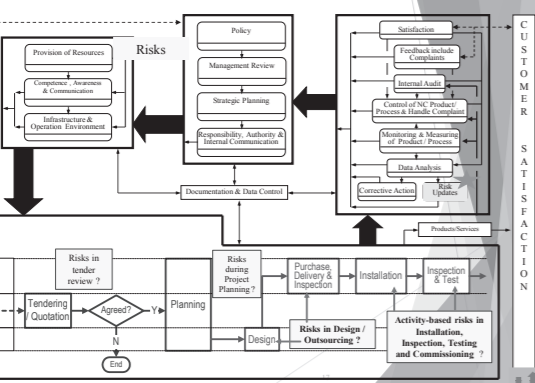 Policy
Management Review
Strategic Planning
Responsibility, Authority &
Internal Communication
Risks
Provision of Resources
Competence , Awareness
& Communication
Infrastructure &
Operation Environment
Satisfaction
Feedback include
Complaints
Internal Audit
Control of NC Product/
Process & Handle Complaint
Monitoring & Measuring
of Product / Process
Data Analysis
Corrective Action
Risk
Updates
CUSTOMER SATISFACTION
Documentation & Data Control
Products/Services
Risks in
tender
review ?
Risks
during
Project
Planning ?
Tendering
/ Quotation
Agreed?
Y
N
End
Planning
Design
Purchase,
Delivery &
Inspection
Installation
Inspection
& Test
Risks in Design /
Outsourcing ?
Activity-based risks in
Installation,
Inspection, Testing
and Commissioning ?